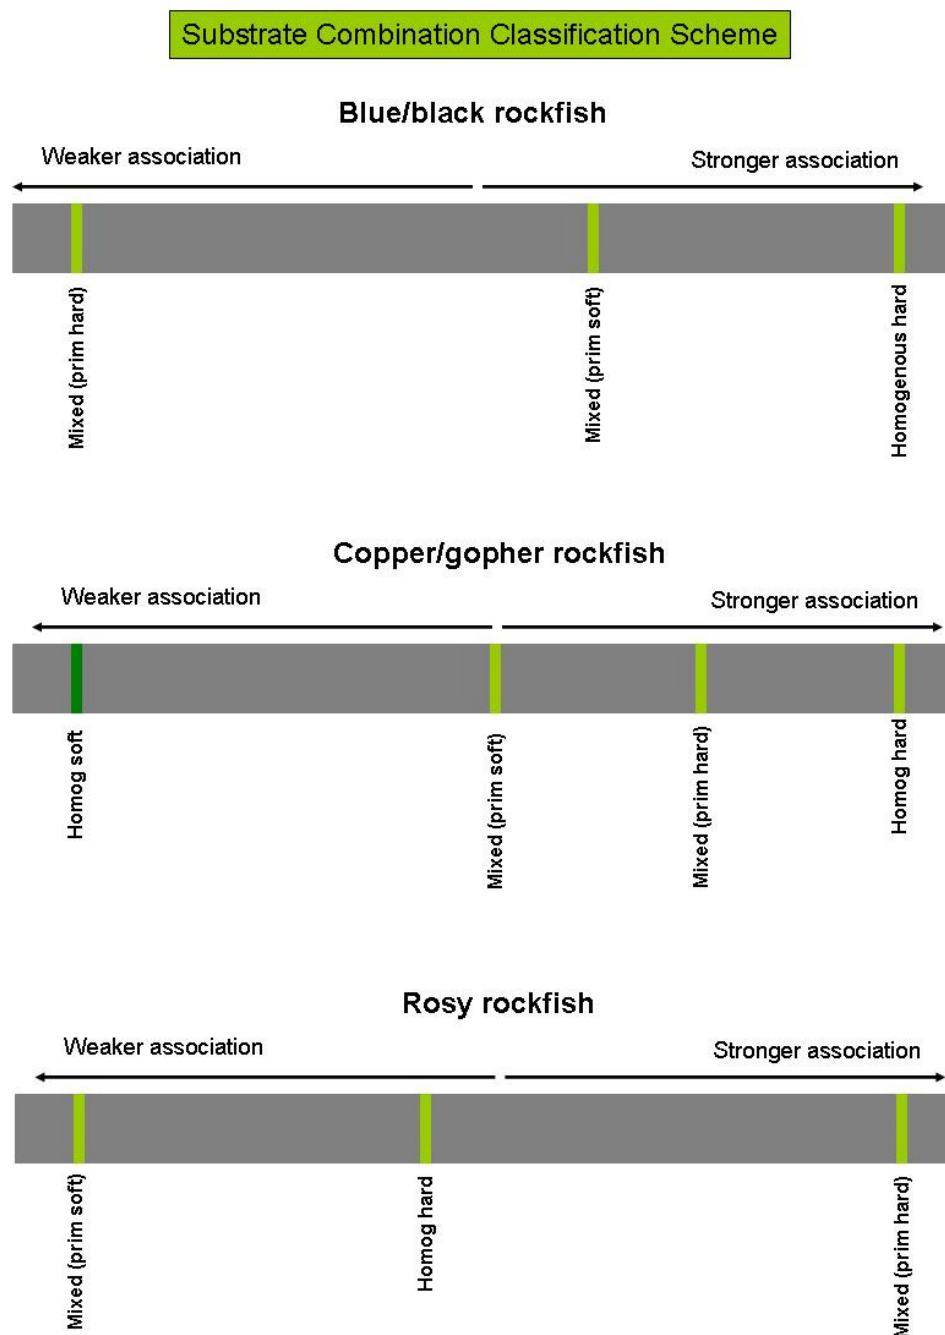 Substrate Combination Classification Scheme
Blue/black rockfish
Weaker association
Stronger association
Mixed (prim hard)
Mixed (prim soft)
Homogenous hard
Copper/gopher rockfish
Weaker association
Stronger association
Homog soft
Mixed (prim soft)
Mixed (prim hard)
Homog hard
Rosy rockfish
Weaker association
Stronger association
Mixed (prim soft)
Homog hard
Mixed (prim hard)